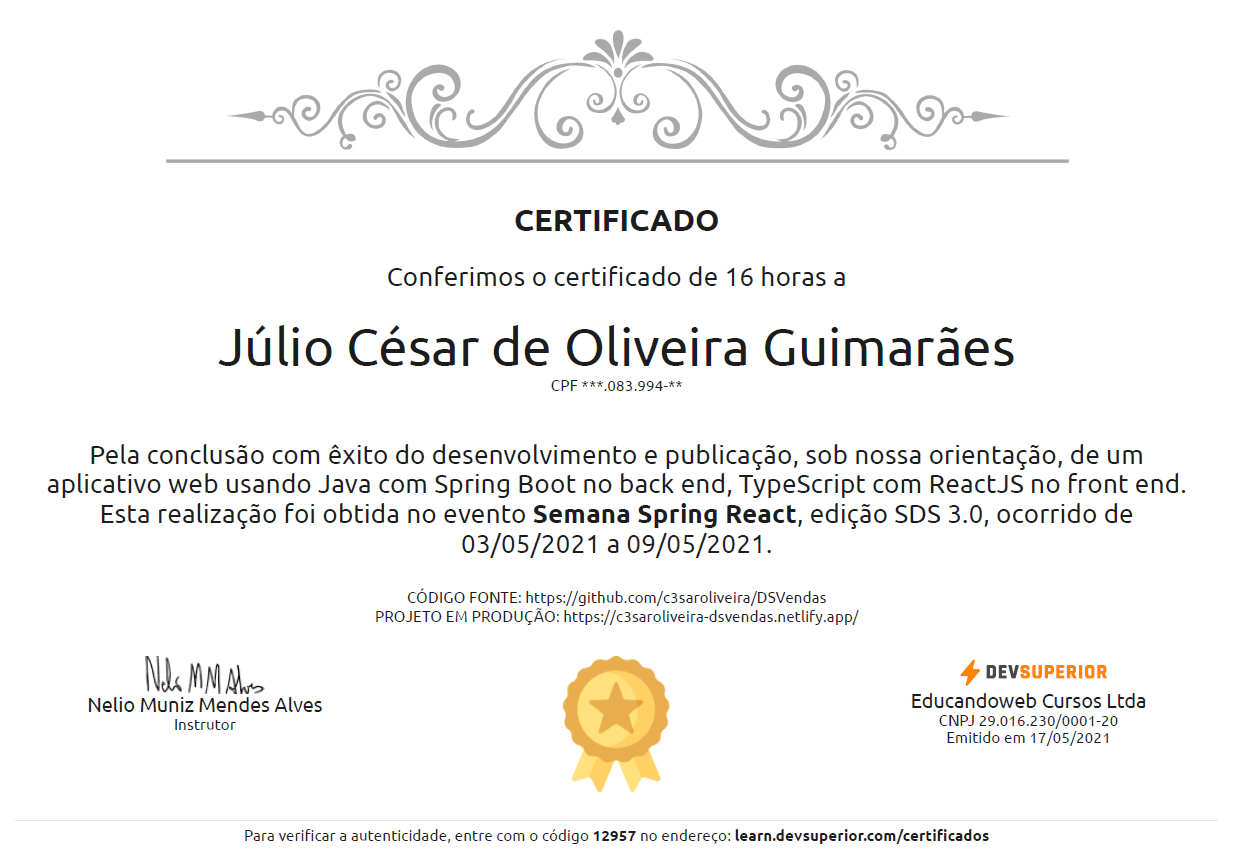 CERTIFICADO
Conferimos o certificado de 16 horas a
Júlio César de Oliveira Guimarães
CPF ***.083.994-**
Pela conclusão com êxito do desenvolvimento e publicação, sob nossa orientação, de um
aplicativo web usando Java com Spring Boot no back end, TypeScript com ReactJS no front end.
Esta realização foi obtida no evento Semana Spring React, edição SDS 3.0, ocorrido de
03/05/2021 a 09/05/2021.
CÓDIGO FONTE: https://github.com/c3saroliveira/DSVendas
PROJETO EM PRODUÇÃO: https://c3saroliveira-dsvendas.netlify.app/
Nelio M M Alves
Nelio Muniz Mendes Alves
Instrutor
DEVSUPERIOR
Educandoweb Cursos Ltda
CNPJ 29.016.230/0001-20
Emitido em 17/05/2021
Para verificar a autenticidade, entre com o código 12957 no endereço: learn.devsuperior.com/certificados